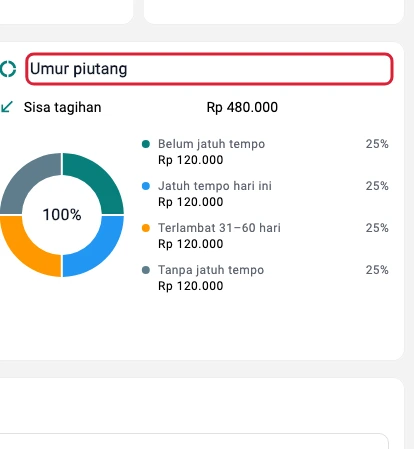 Umur piutang
Sisa tagihan Rp 480.000
Belum jatuh tempo 25%
Rp 120.000
Jatuh tempo hari ini 25%
Rp 120.000
100%
Terlambat 31–60 hari 25%
Rp 120.000
Tanpa jatuh tempo 25%
Rp 120.000